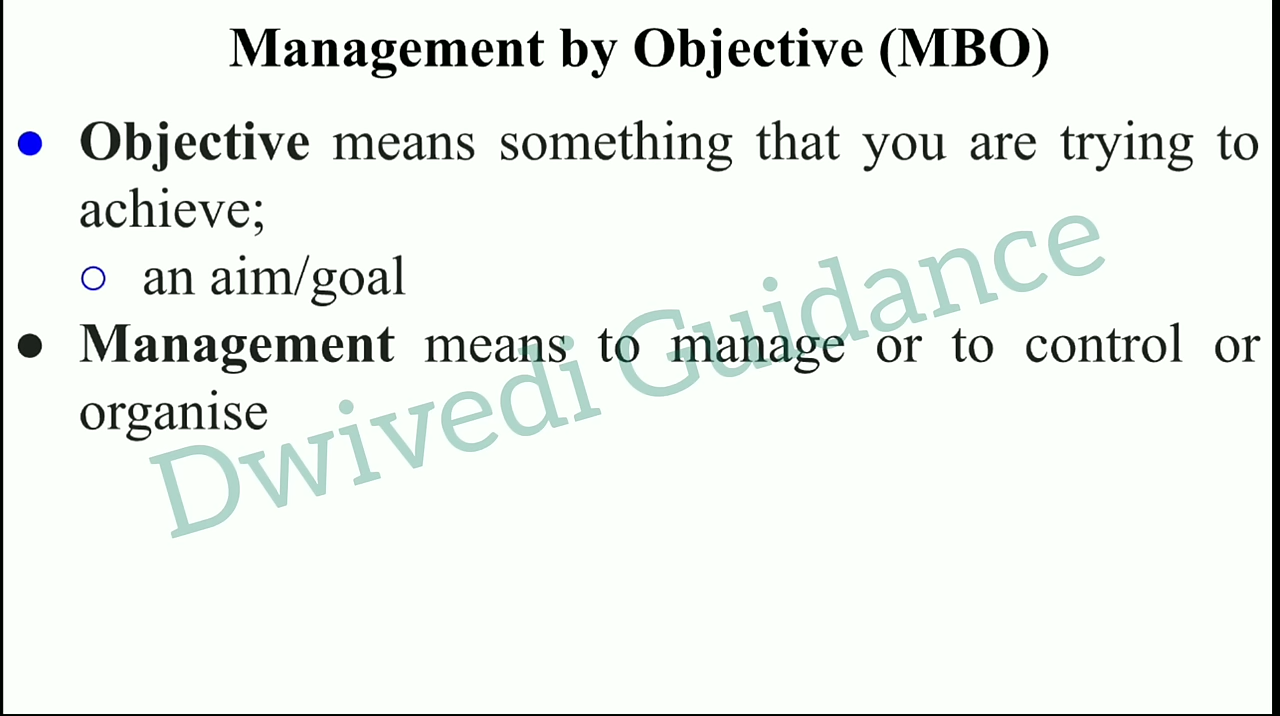 Management by Objective (MBO)
● Objective means something that you are trying to
achieve;
○ an aim/goal
● Management means to manage or to control or
organise
Dwivedi Guidance